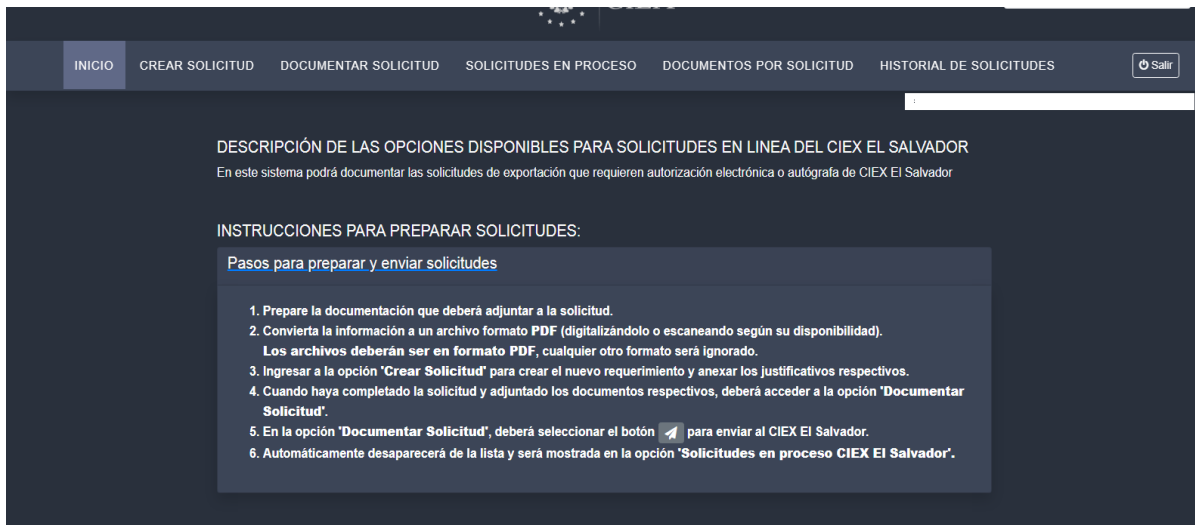 INICIO CREAR SOLICITUD DOCUMENTAR SOLICITUD SOLICITUDES EN PROCESO DOCUMENTOS POR SOLICITUD HISTORIAL DE SOLICITUDES Salir
DESCRIPCIÓN DE LAS OPCIONES DISPONIBLES PARA SOLICITUDES EN LINEA DEL CIEX EL SALVADOR
En este sistema podrá documentar las solicitudes de exportación que requieren autorización electrónica o autógrafa de CIEX El Salvador
INSTRUCCIONES PARA PREPARAR SOLICITUDES:
Pasos para preparar y enviar solicitudes
1. Prepare la documentación que deberá adjuntar a la solicitud.
2. Convierta la información a un archivo formato PDF (digitalizándolo o escaneando según su disponibilidad).
Los archivos deberán ser en formato PDF, cualquier otro formato será ignorado.
3. Ingresar a la opción "Crear Solicitud" para crear el nuevo requerimiento y anexar los justificativos respectivos.
4. Cuando haya completado la solicitud y adjuntado los documentos respectivos, deberá acceder a la opción "Documentar
Solicitud".
5. En la opción "Documentar Solicitud", deberá seleccionar el botón para enviar al CIEX El Salvador.
6. Automáticamente desaparecerá de la lista y será mostrada en la opción "Solicitudes en proceso CIEX El Salvador".